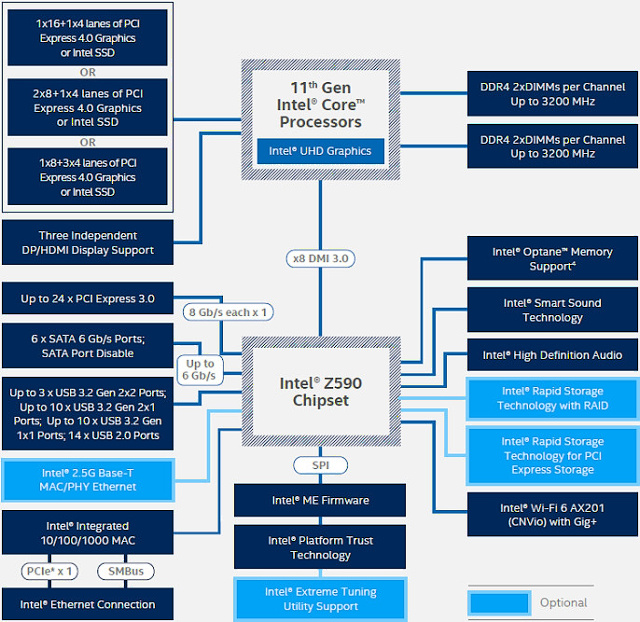 1x16+1x4 lanes of PCI
Express 4.0 Graphics
or Intel SSD
OR
2x8+1x4 lanes of PCI
Express 4.0 Graphics
or Intel SSD
OR
1x8+3x4 lanes of PCI
Express 4.0 Graphics
or Intel SSD
Three Independent
DP/HDMI Display Support
11th Gen
Intel® Core™
Processors
Intel® UHD Graphics
DDR4 2xDIMMs per Channel
Up to 3200 MHz
DDR4 2xDIMMs per Channel
Up to 3200 MHz
x8 DMI 3.0
Up to 24 x PCI Express 3.0
8 Gb/s each x 1
6 x SATA 6 Gb/s Ports;
SATA Port Disable
Up to
6 Gb/s
Up to 3 x USB 3.2 Gen 2x2 Ports;
Up to 10 x USB 3.2 Gen 2x1
Ports; Up to 10 x USB 3.2 Gen
1x1 Ports; 14 x USB 2.0 Ports
Intel® 2.5G Base-T
MAC/PHY Ethernet
Intel® Integrated
10/100/1000 MAC
PCIe* x 1
SMBus
Intel® Ethernet Connection
Intel® Z590
Chipset
SPI
Intel® ME Firmware
Intel® Platform Trust
Technology
Intel® Extreme Tuning
Utility Support
Intel® Optane™ Memory
Support⁴
Intel® Smart Sound
Technology
Intel® High Definition Audio
Intel® Rapid Storage
Technology with RAID
Intel® Rapid Storage
Technology for PCI
Express Storage
Intel® Wi-Fi 6 AX201
(CNVio) with Gig+
Optional